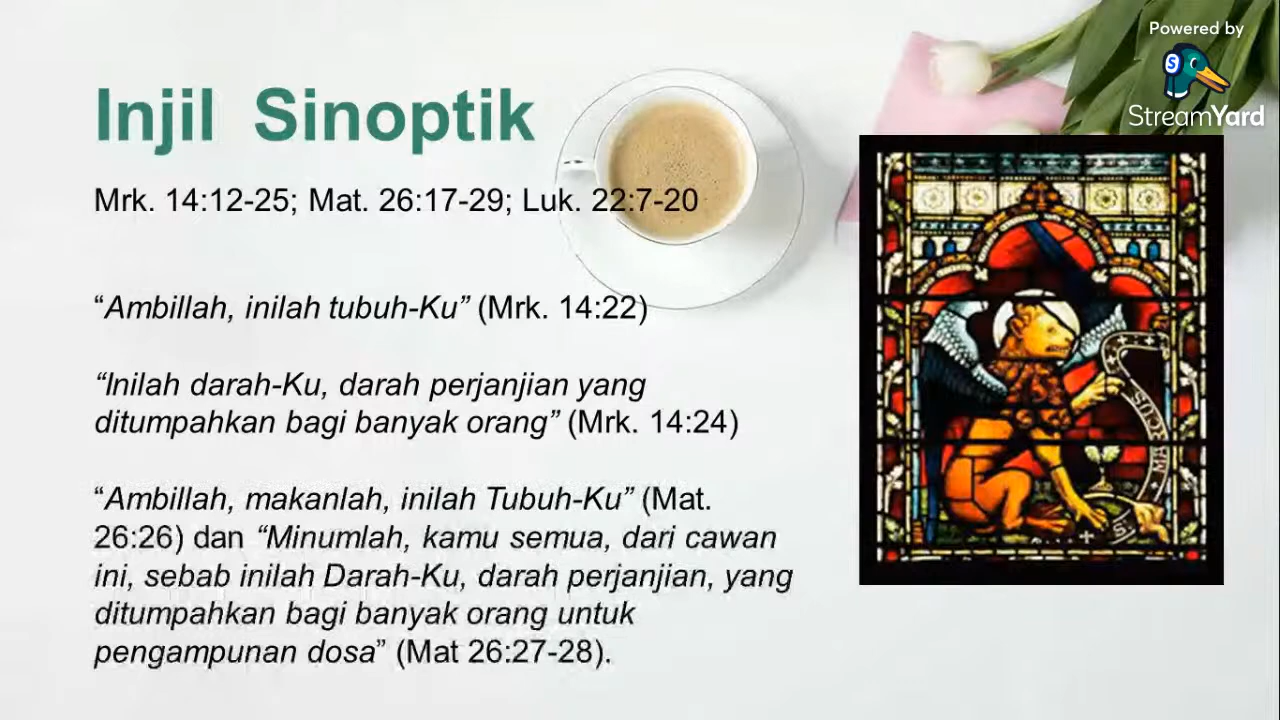 Powered by
StreamYard
Injil Sinoptik
Mrk. 14:12-25; Mat. 26:17-29; Luk. 22:7-20
“Ambillah, inilah tubuh-Ku” (Mrk. 14:22)
“Inilah darah-Ku, darah perjanjian yang
ditumpahkan bagi banyak orang” (Mrk. 14:24)
“Ambillah, makanlah, inilah Tubuh-Ku” (Mat.
26:26) dan “Minumlah, kamu semua, dari cawan
ini, sebab inilah Darah-Ku, darah perjanjian, yang
ditumpahkan bagi banyak orang untuk
pengampunan dosa” (Mat 26:27-28).